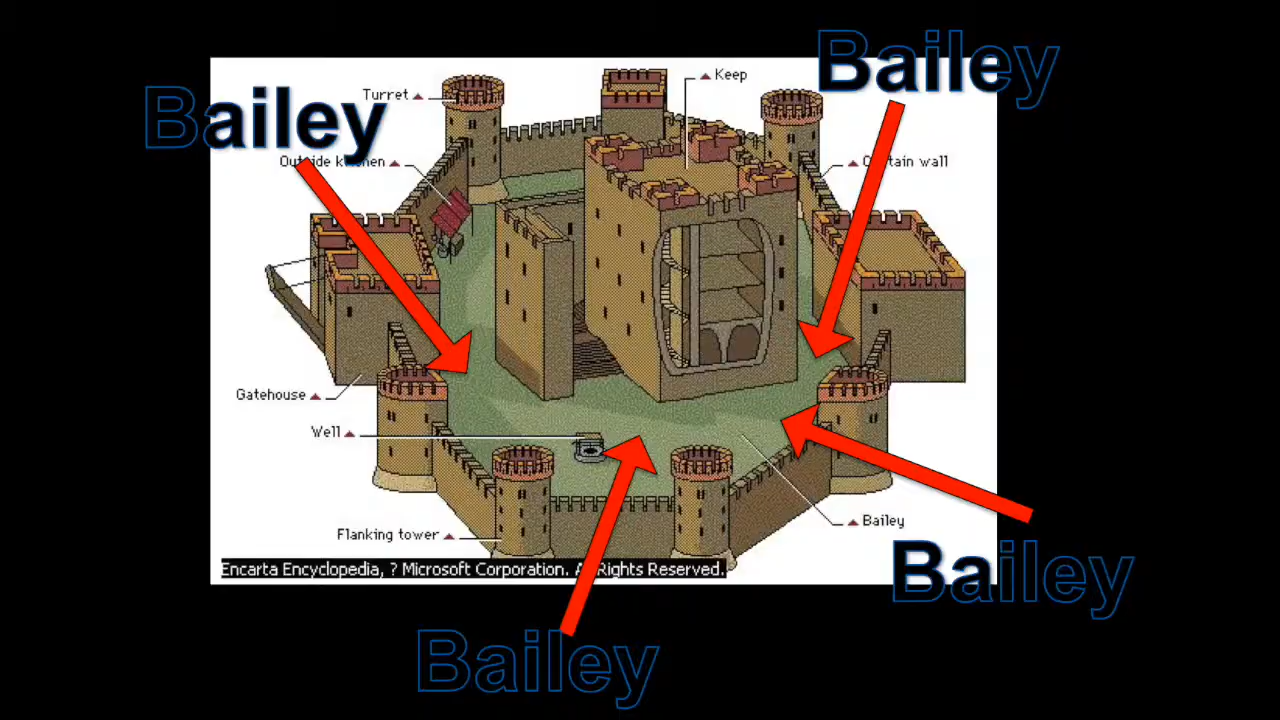 Bailey
Keep
Turret
Bailey
Outside kitchen
Curtain wall
Gatehouse
Well
Bailey
Flanking tower
Encarta Encyclopedia, ? Microsoft Corporation. All Rights Reserved.
Bailey
Bailey